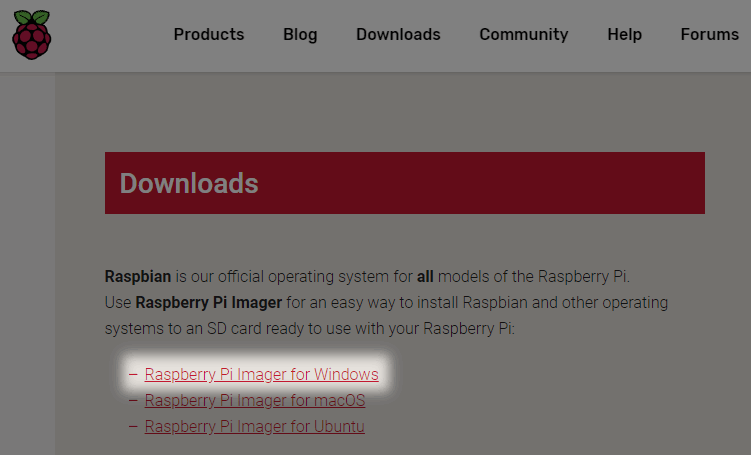 Products Blog Downloads Community Help Forums
Downloads
Raspbian is our official operating system for all models of the Raspberry Pi.
Use Raspberry Pi Imager for an easy way to install Raspbian and other operating
systems to an SD card ready to use with your Raspberry Pi:
– Raspberry Pi Imager for Windows
– Raspberry Pi Imager for macOS
– Raspberry Pi Imager for Ubuntu